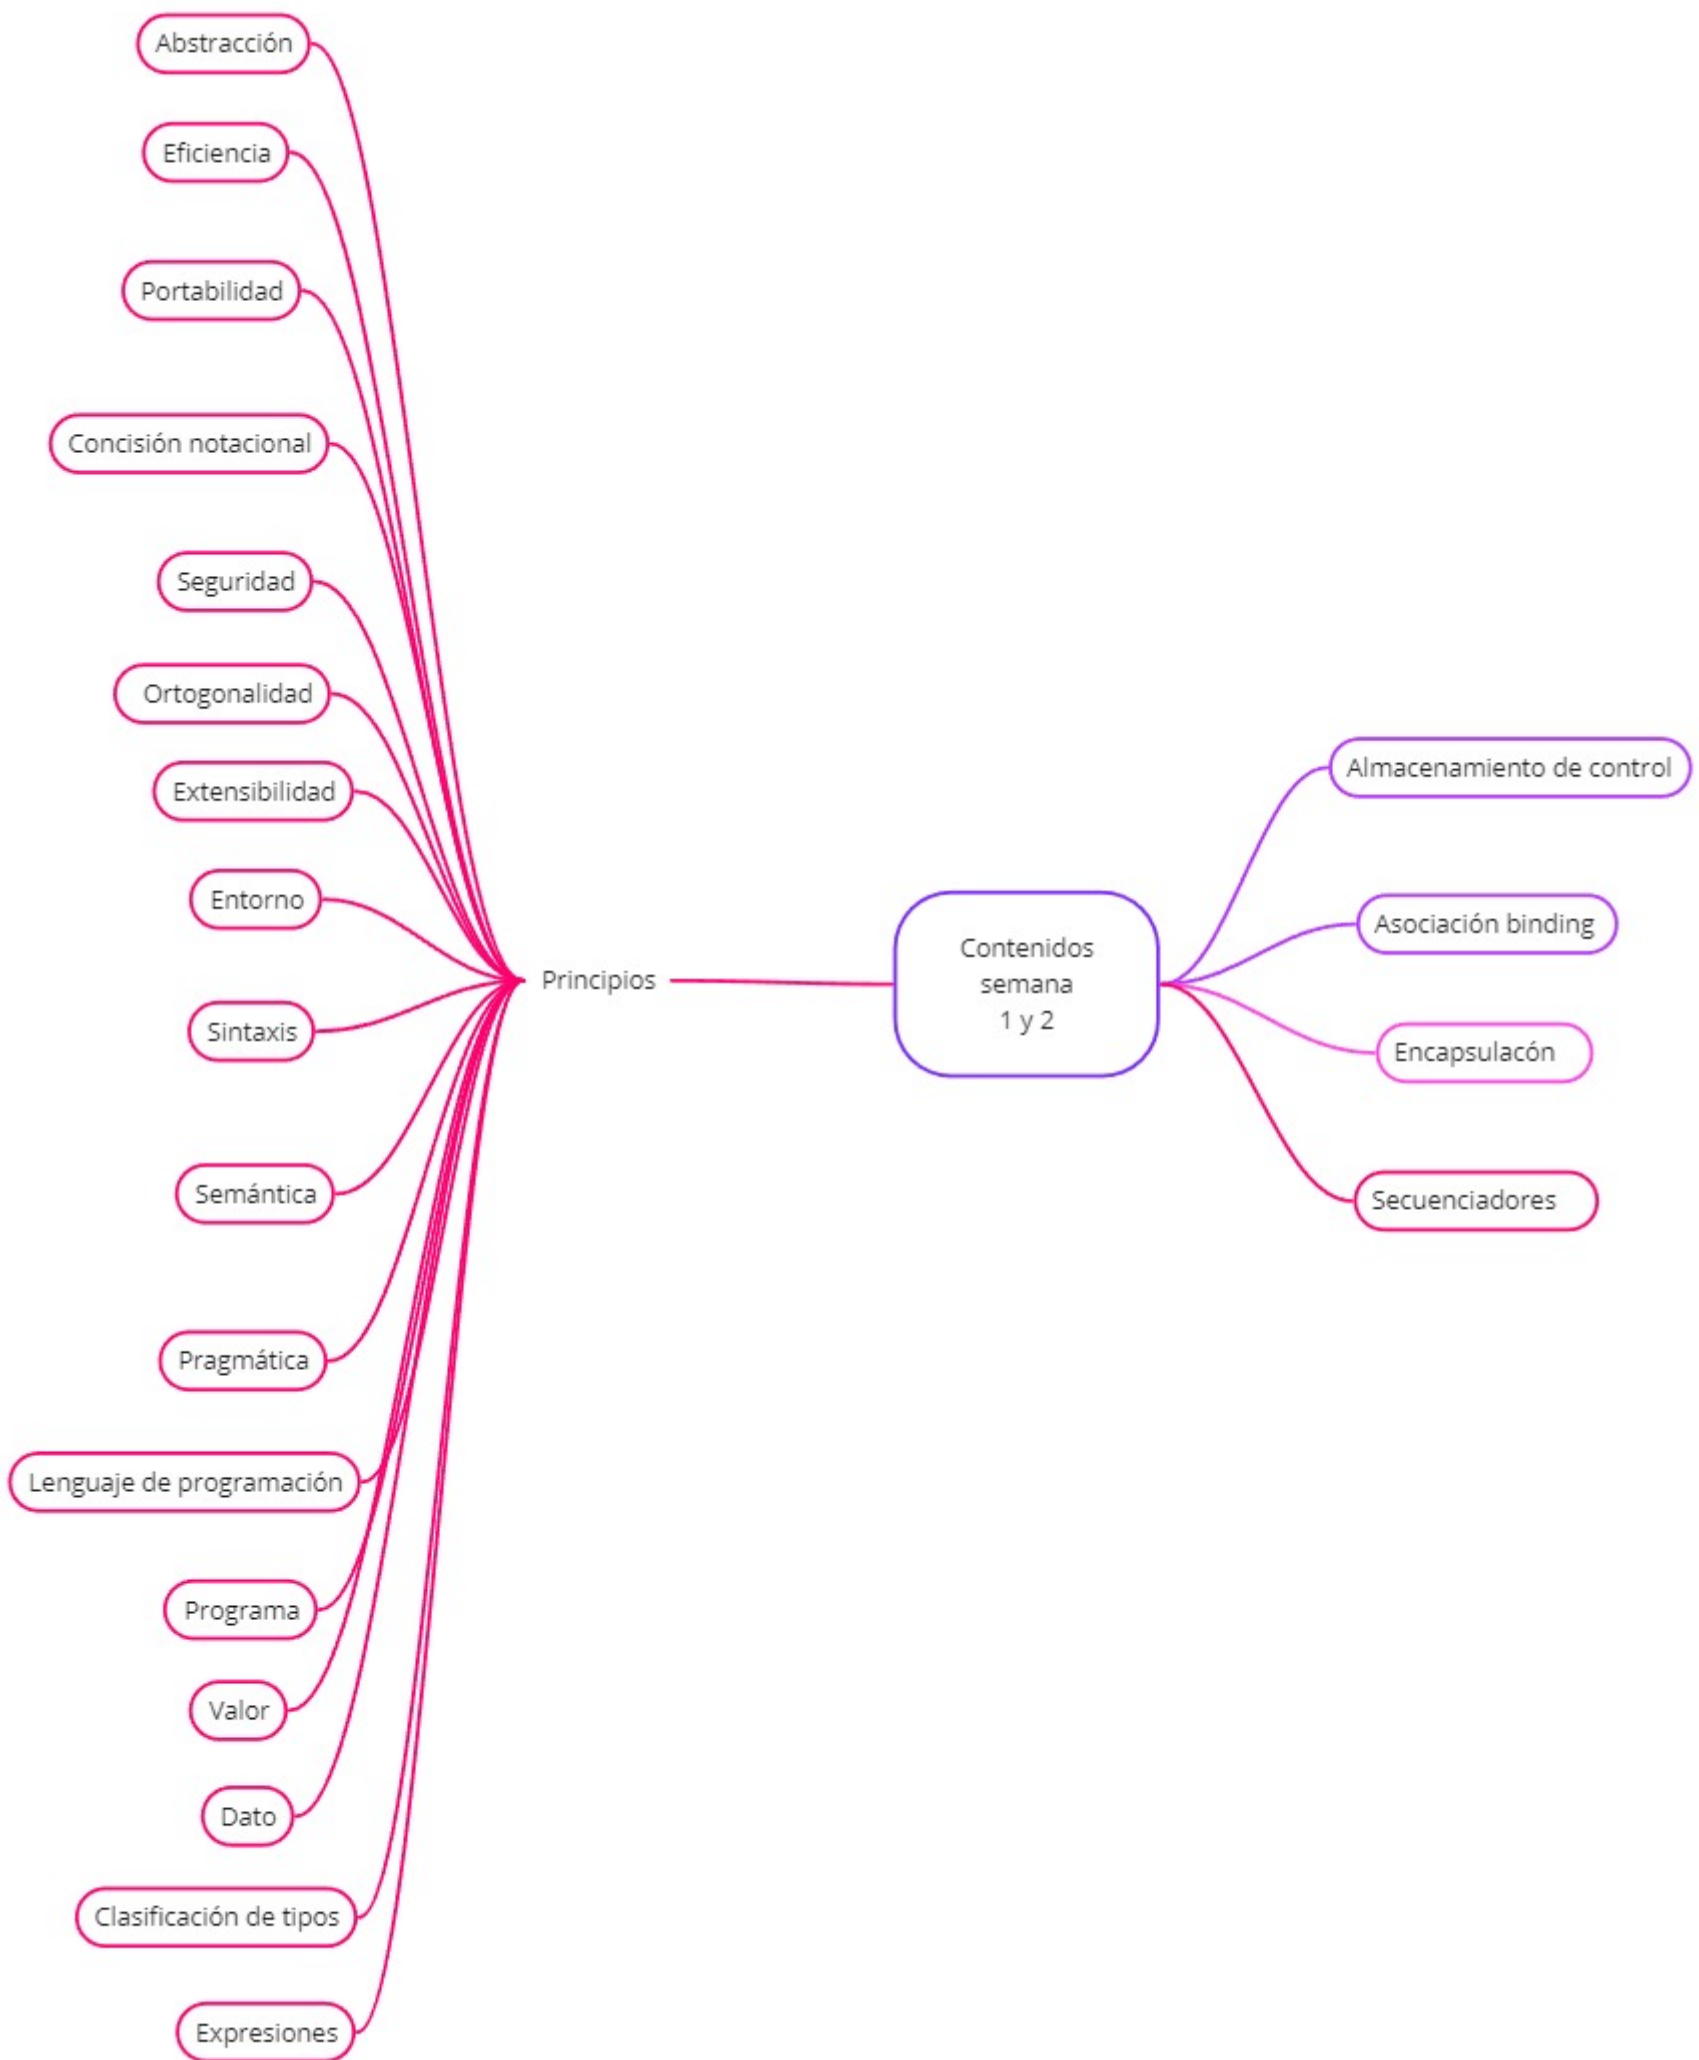 Abstracción
Eficiencia
Portabilidad
Concisión notacional
Seguridad
Ortogonalidad
Extensibilidad
Entorno
Sintaxis
Semántica
Pragmática
Lenguaje de programación
Programa
Valor
Dato
Clasificación de tipos
Expresiones
Principios
Contenidos
semana
1 y 2
Almacenamiento de control
Asociación binding
Encapsulacón
Secuenciadores